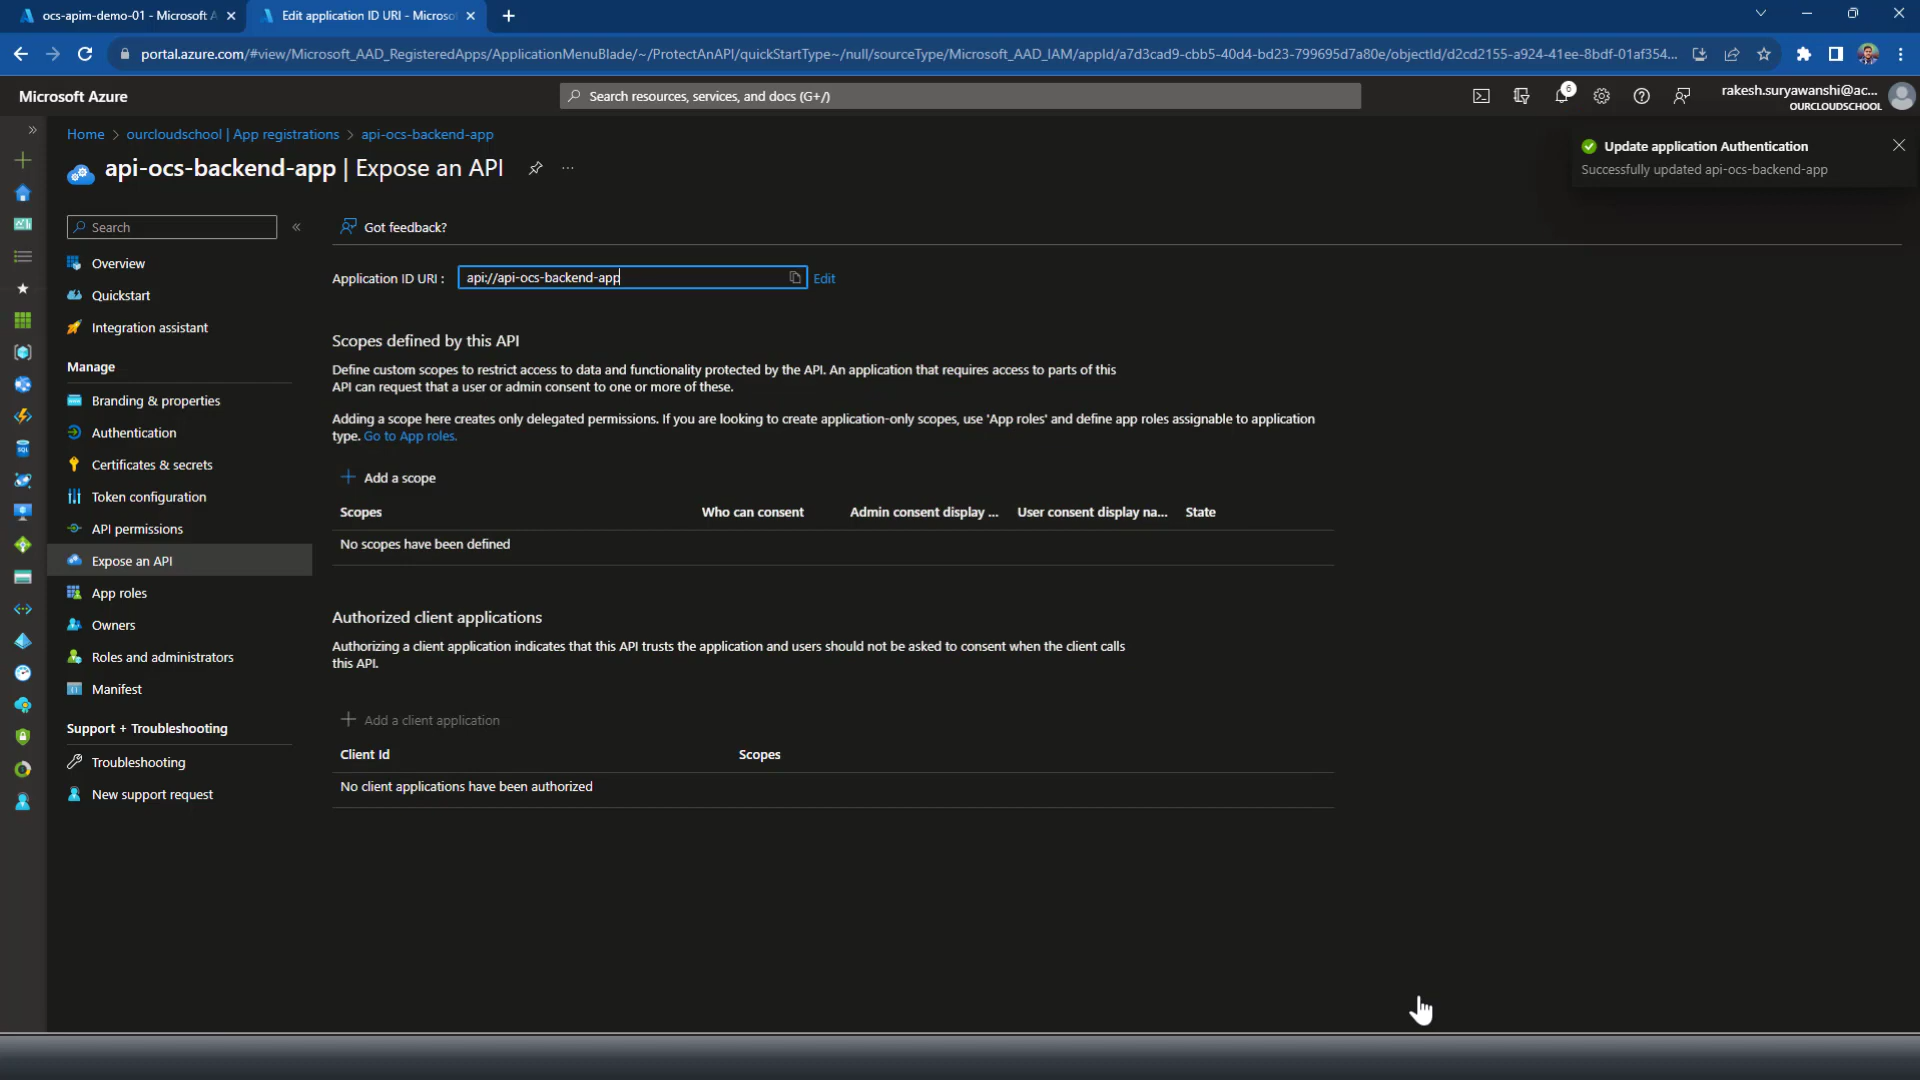 ocs-apim-demo-01 - Microsoft A
Edit application ID URI - Microso
portal.azure.com/#view/Microsoft_AAD_RegisteredApps/ApplicationMenuBlade/~/ProtectAnAPI/quickStartType~/null/sourceType/Microsoft_AAD_IAM/appId/a7d3cad9-cbb5-40d4-bd23-799695d7a80e/objectId/d2cd2155-a924-41ee-8bdf-01af354...
Microsoft Azure
Search resources, services, and docs (G+/)
6
rakesh.suryawanshi@ac...
OURCLOUDSCHOOL
Home > ourcloudschool | App registrations > api-ocs-backend-app
api-ocs-backend-app | Expose an API
...
Update application Authentication
Successfully updated api-ocs-backend-app
Search
«
Got feedback?
Overview
Quickstart
Integration assistant
Manage
Branding & properties
Authentication
Certificates & secrets
Token configuration
API permissions
Expose an API
App roles
Owners
Roles and administrators
Manifest
Support + Troubleshooting
Troubleshooting
New support request
Application ID URI :
api://api-ocs-backend-app
Edit
Scopes defined by this API
Define custom scopes to restrict access to data and functionality protected by the API. An application that requires access to parts of this
API can request that a user or admin consent to one or more of these.
Adding a scope here creates only delegated permissions. If you are looking to create application-only scopes, use 'App roles' and define app roles assignable to application
type. Go to App roles.
Add a scope
Scopes Who can consent Admin consent display ... User consent display na... State
No scopes have been defined
Authorized client applications
Authorizing a client application indicates that this API trusts the application and users should not be asked to consent when the client calls
this API.
Add a client application
Client Id Scopes
No client applications have been authorized